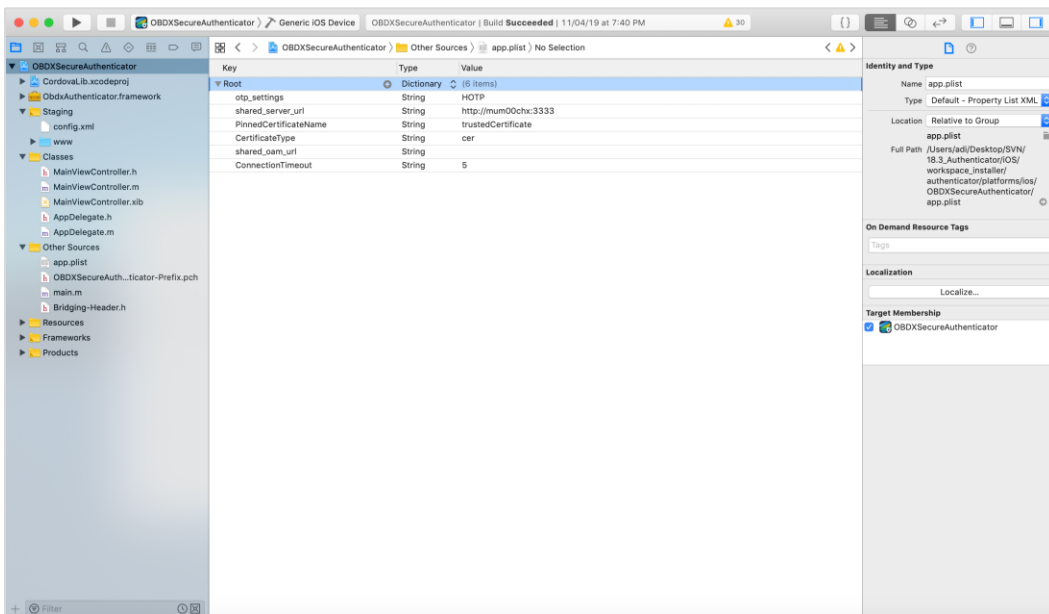 OBDXSecureAuthenticator 〉 Generic iOS Device
OBDXSecureAuthenticator | Build Succeeded | 11/04/19 at 7:40 PM
30
{ }
OBDXSecureAuthenticator 〉 Other Sources 〉 app.plist 〉 No Selection
OBDXSecureAuthenticator
CordovaLib.xcodeproj
ObdxAuthenticator.framework
Staging
config.xml
www
Classes
MainViewController.h
MainViewController.m
MainViewController.xib
AppDelegate.h
AppDelegate.m
Other Sources
app.plist
OBDXSecureAuth...ticator-Prefix.pch
main.m
Bridging-Header.h
Resources
Frameworks
Products
Filter
Key Type Value
Root Dictionary (6 items)
otp_settings String HOTP
shared_server_url String http://mum00chx:3333
PinnedCertificateName String trustedCertificate
CertificateType String cer
shared_oam_url String
ConnectionTimeout String 5
Identity and Type
Name app.plist
Type Default - Property List XML
Location Relative to Group
app.plist
Full Path /Users/adi/Desktop/SVN/
18.3_Authenticator/iOS/
workspace_installer/
authenticator/platforms/ios/
OBDXSecureAuthenticator/
app.plist
On Demand Resource Tags
Tags
Localization
Localize...
Target Membership
OBDXSecureAuthenticator